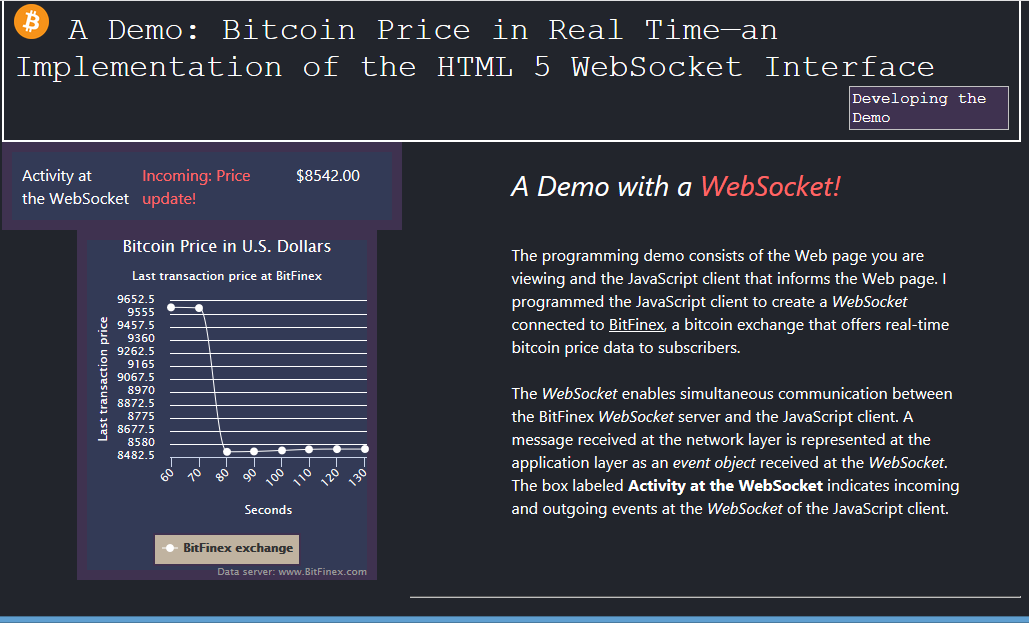 A Demo: Bitcoin Price in Real Time—an
Implementation of the HTML 5 WebSocket Interface
Developing the
Demo
Activity at
the WebSocket
Incoming: Price
update!
$8542.00
Bitcoin Price in U.S. Dollars
Last transaction price at BitFinex
Last transaction price
9652.5
9555
9457.5
9360
9262.5
9165
9067.5
8970
8872.5
8775
8677.5
8580
8482.5
60 70 80 90 100 110 120 130
Seconds
BitFinex exchange
Data server: www.BitFinex.com
A Demo with a WebSocket!
The programming demo consists of the Web page you are
viewing and the JavaScript client that informs the Web page. I
programmed the JavaScript client to create a WebSocket
connected to BitFinex, a bitcoin exchange that offers real-time
bitcoin price data to subscribers.
The WebSocket enables simultaneous communication between
the BitFinex WebSocket server and the JavaScript client. A
message received at the network layer is represented at the
application layer as an event object received at the WebSocket.
The box labeled Activity at the WebSocket indicates incoming
and outgoing events at the WebSocket of the JavaScript client.